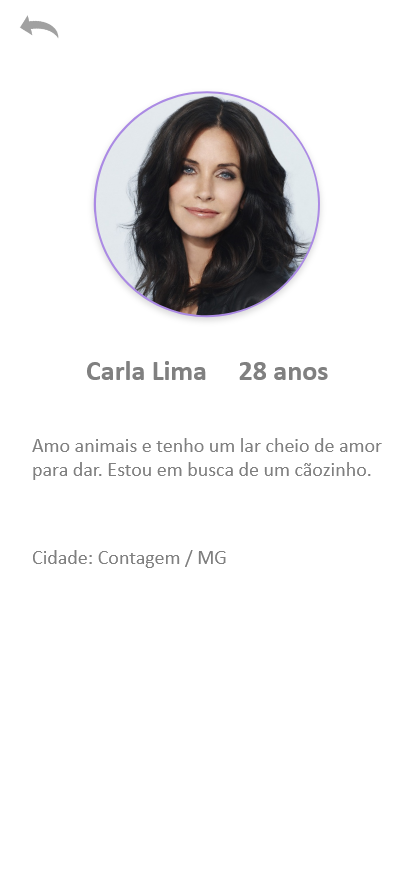 Carla Lima 28 anos
Amo animais e tenho um lar cheio de amor
para dar. Estou em busca de um cãozinho.
Cidade: Contagem / MG